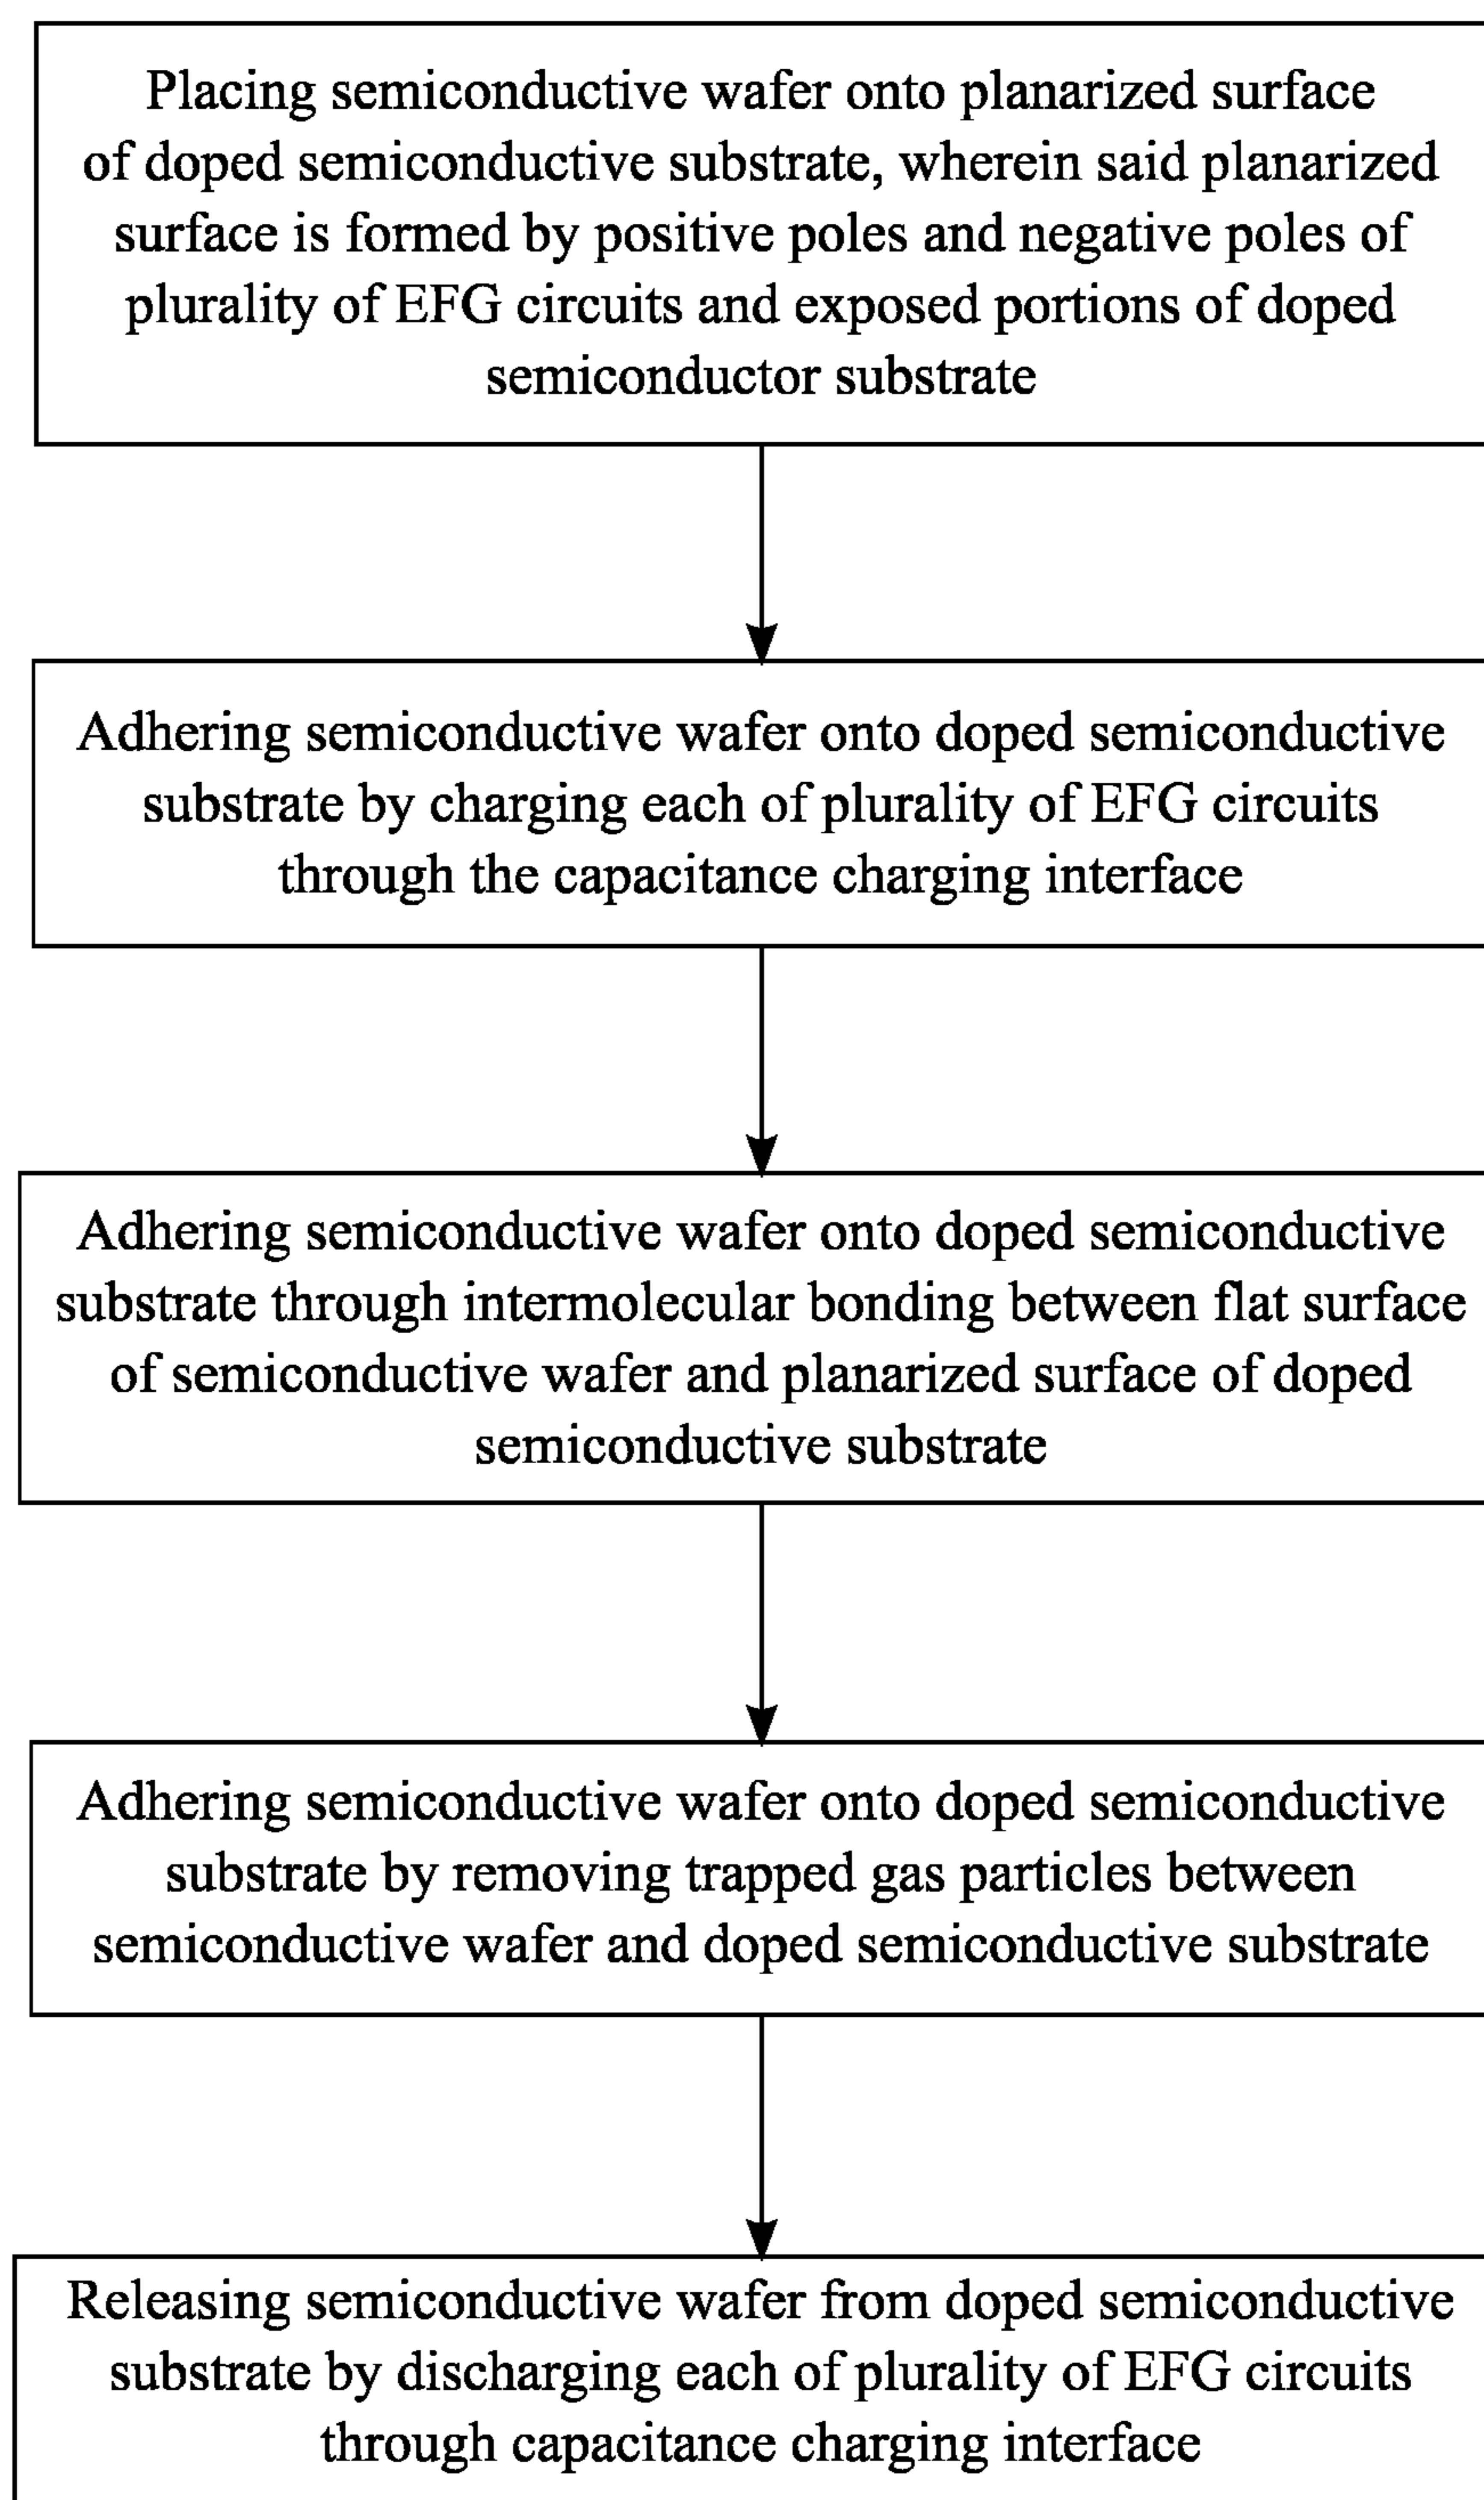 Placing semiconductive wafer onto planarized surface
of doped semiconductive substrate, wherein said planarized
surface is formed by positive poles and negative poles of
plurality of EFG circuits and exposed portions of doped
semiconductor substrate
Adhering semiconductive wafer onto doped semiconductive
substrate by charging each of plurality of EFG circuits
through the capacitance charging interface
Adhering semiconductive wafer onto doped semiconductive
substrate through intermolecular bonding between flat surface
of semiconductive wafer and planarized surface of doped
semiconductive substrate
Adhering semiconductive wafer onto doped semiconductive
substrate by removing trapped gas particles between
semiconductive wafer and doped semiconductive substrate
Releasing semiconductive wafer from doped semiconductive
substrate by discharging each of plurality of EFG circuits
through capacitance charging interface